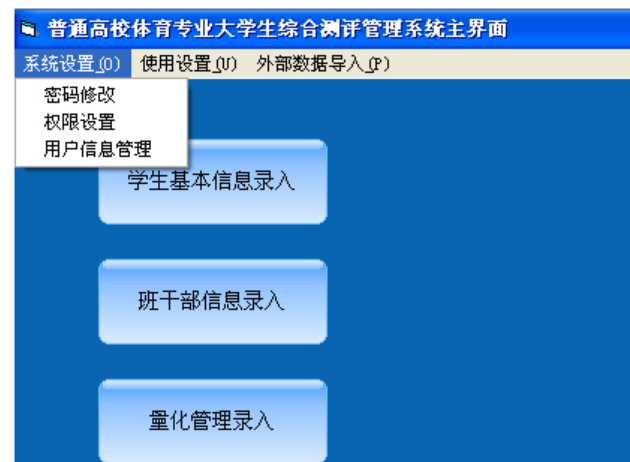 普通高校体育专业大学生综合测评管理系统主界面
系统设置(O) 使用设置(U) 外部数据导入(P)
密码修改
权限设置
用户信息管理
学生基本信息录入
班干部信息录入
量化管理录入